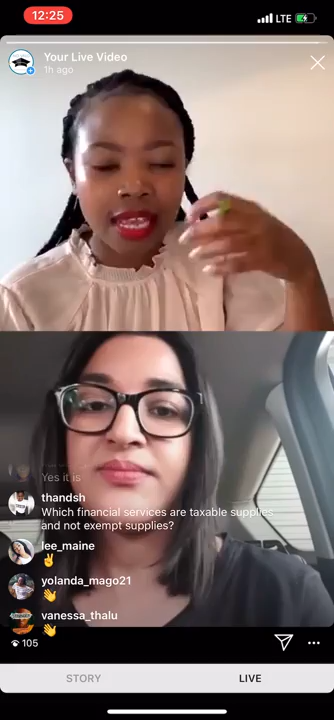 12:25
LTE
Your Live Video
1h ago
Yes it is
thandsh
Which financial services are taxable supplies
and not exempt supplies?
lee_maine
✌
yolanda_mago21
👋
vanessa_thalu
👋
105
STORY
LIVE